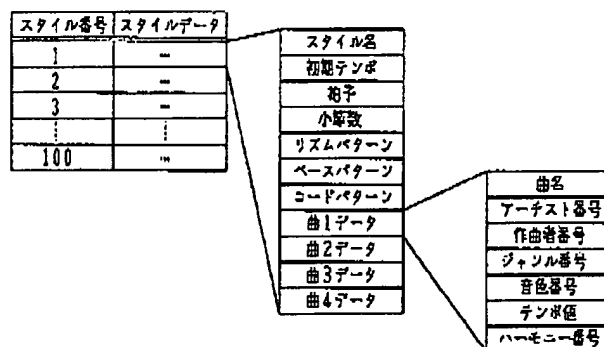 スタイル番号 スタイルデータ
1 …
2 …
3 …
⋮ ⋮
100 …
スタイル名
初期テンポ
拍子
小節数
リズムパターン
ベースパターン
コードパターン
曲1データ
曲2データ
曲3データ
曲4データ
曲名
アーチスト番号
作曲者番号
ジャンル番号
音色番号
テンポ値
ハーモニー番号